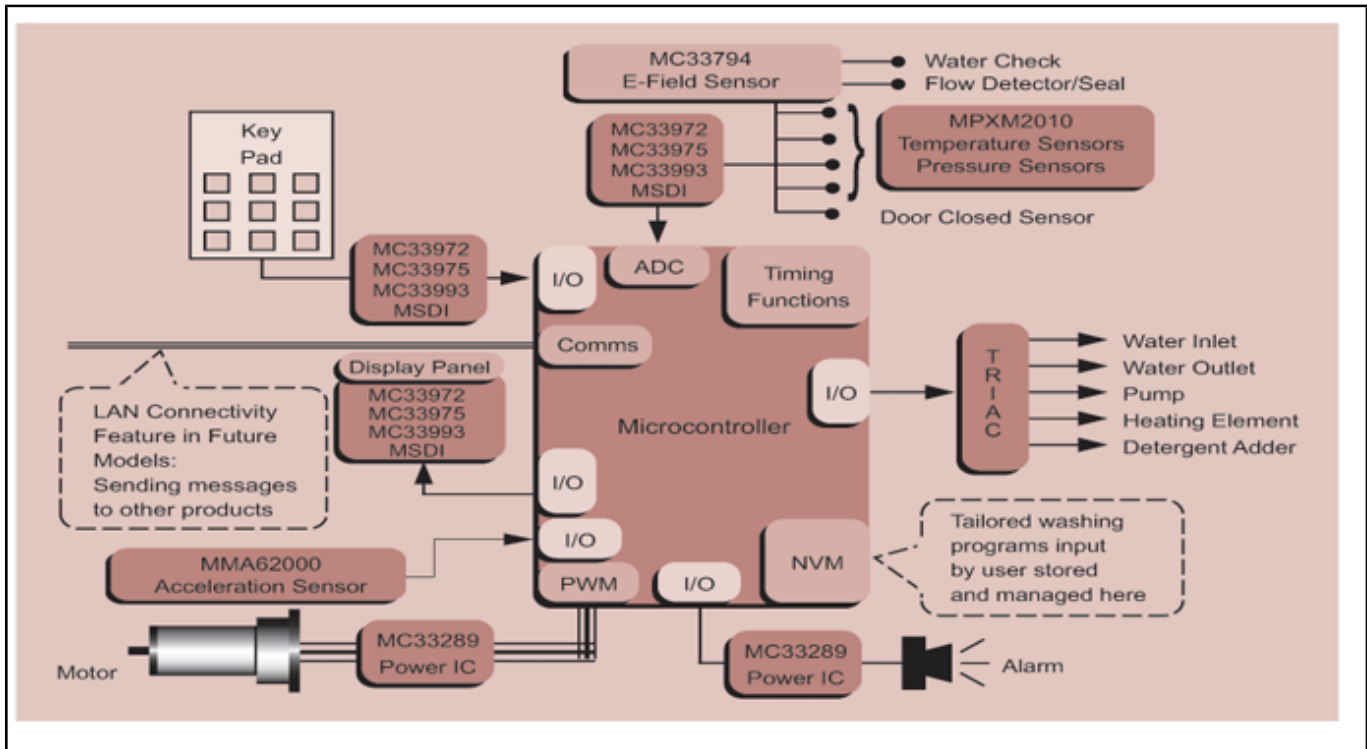 MC33794
E-Field Sensor
Water Check
Flow Detector/Seal
Key
Pad
MC33972
MC33975
MC33993
MSDI
MPXM2010
Temperature Sensors
Pressure Sensors
Door Closed Sensor
MC33972
MC33975
MC33993
MSDI
I/O
ADC
Timing
Functions
Comms
Display Panel
MC33972
MC33975
MC33993
MSDI
LAN Connectivity
Feature in Future
Models:
Sending messages
to other products
Microcontroller
I/O
TRIAC
Water Inlet
Water Outlet
Pump
Heating Element
Detergent Adder
I/O
I/O
MMA62000
Acceleration Sensor
PWM
I/O
NVM
Tailored washing
programs input
by user stored
and managed here
Motor
MC33289
Power IC
MC33289
Power IC
Alarm